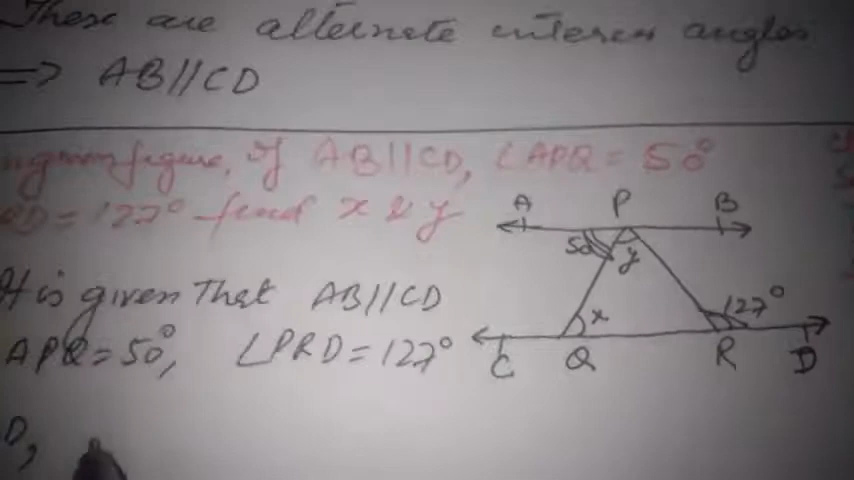 These are alternate interior angles
=> AB//CD
figure, If AB//CD, ∠APQ = 50°
= 127° find x & y
It is given that AB//CD
APQ = 50°, ∠PRD = 127°
D,
A P B
50 y
x 127°
C Q R D